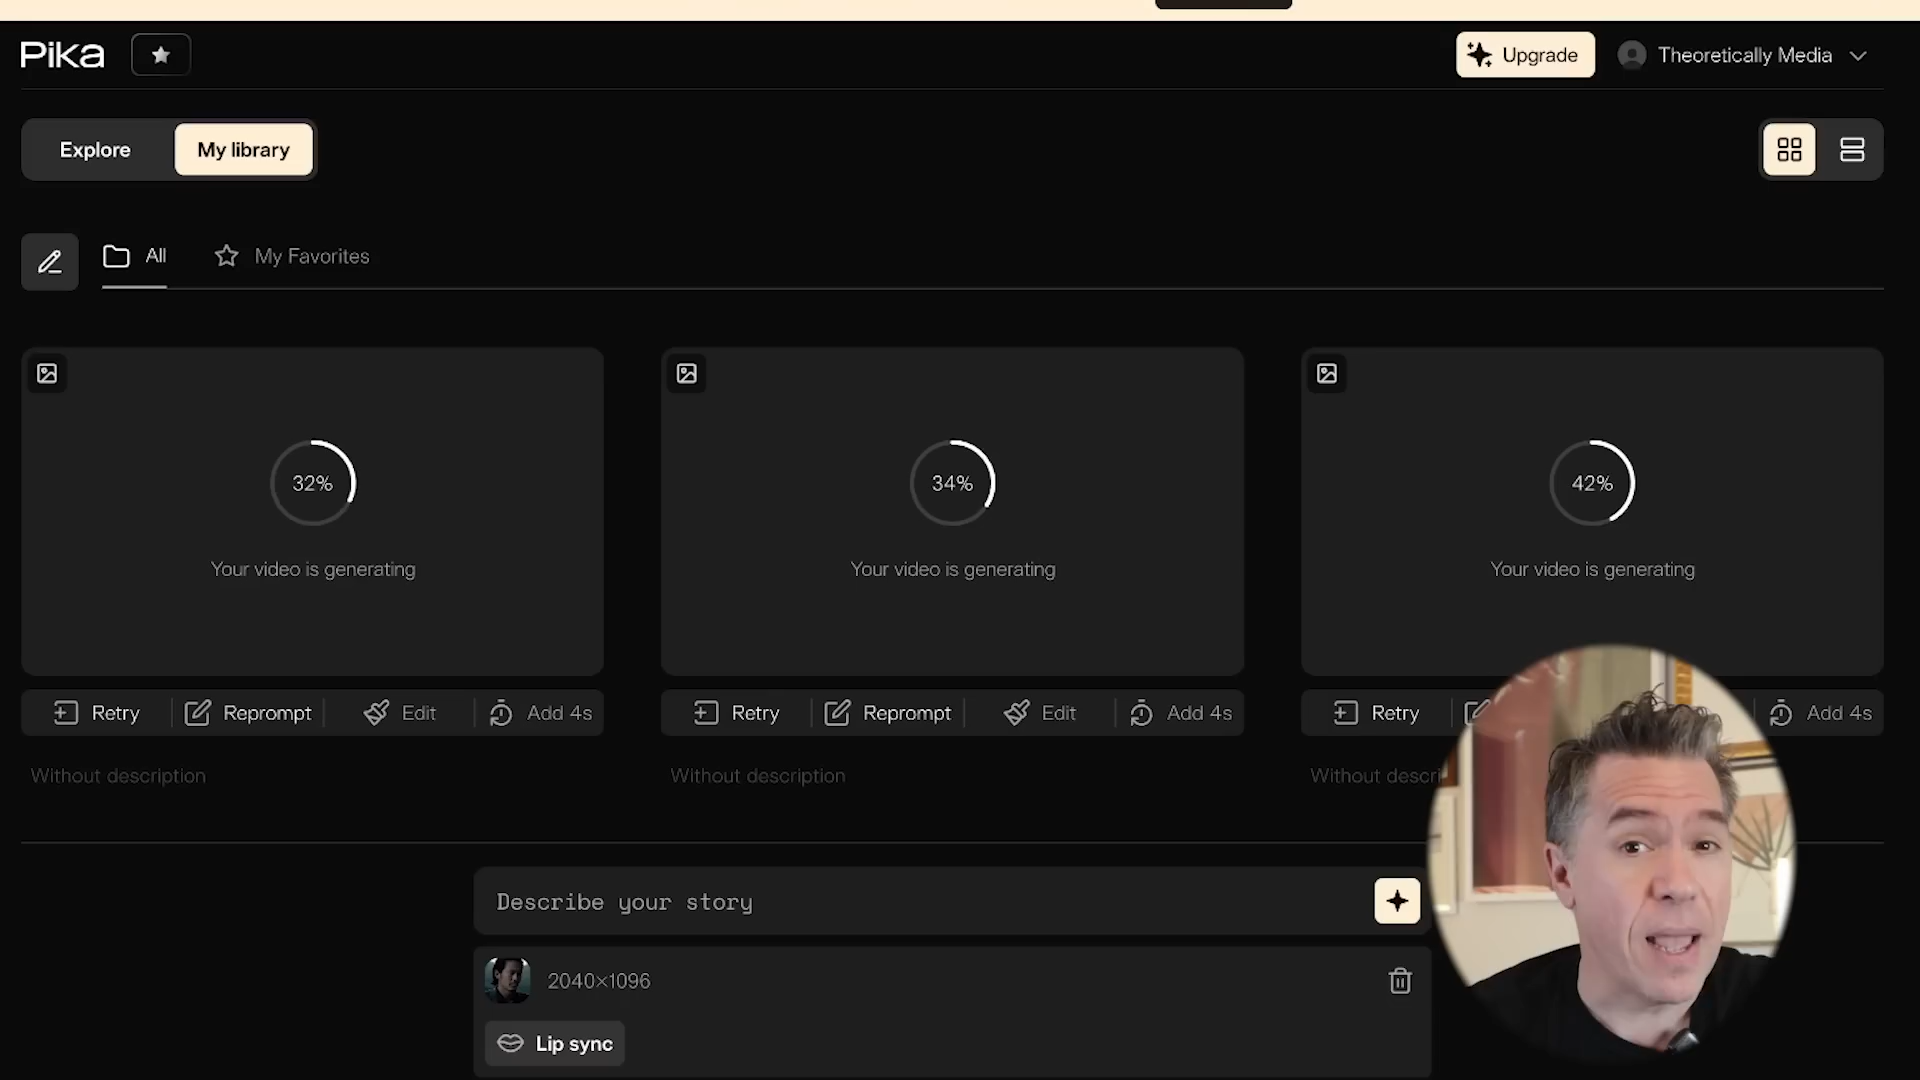 Pika
Upgrade
Theoretically Media
Explore
My library
All
My Favorites
32%
Your video is generating
34%
Your video is generating
42%
Your video is generating
Retry
Reprompt
Edit
Add 4s
Retry
Reprompt
Edit
Add 4s
Retry
Add 4s
Without description
Without description
Without descri
Describe your story
2040×1096
Lip sync